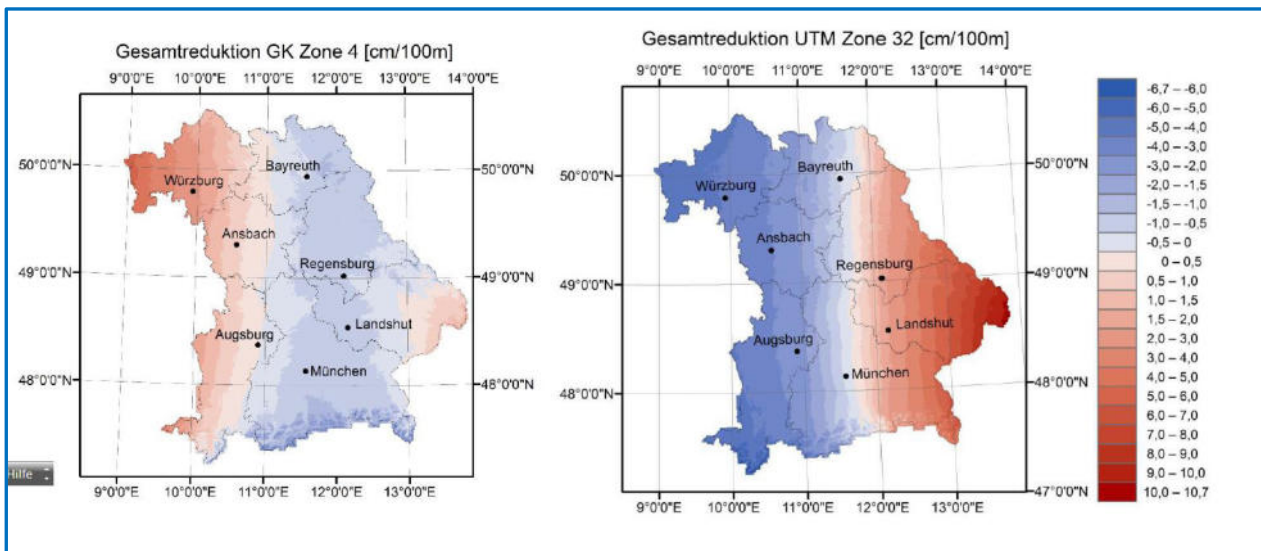 Gesamtreduktion GK Zone 4 [cm/100m]
9°0'0"E 10°0'0"E 11°0'0"E 12°0'0"E 13°0'0"E 14°0'0"E
50°0'0"N
49°0'0"N
48°0'0"N
50°0'0"N
49°0'0"N
48°0'0"N
Bayreuth
Würzburg
Ansbach
Regensburg
Augsburg
Landshut
München
9°0'0"E 10°0'0"E 11°0'0"E 12°0'0"E 13°0'0"E
Hilfe
Gesamtreduktion UTM Zone 32 [cm/100m]
9°0'0"E 10°0'0"E 11°0'0"E 12°0'0"E 13°0'0"E 14°0'0"E
50°0'0"N
49°0'0"N
48°0'0"N
50°0'0"N
49°0'0"N
48°0'0"N
47°0'0"N
Bayreuth
Würzburg
Ansbach
Regensburg
Landshut
Augsburg
München
9°0'0"E 10°0'0"E 11°0'0"E 12°0'0"E 13°0'0"E
-6,7 – -6,0
-6,0 – -5,0
-5,0 – -4,0
-4,0 – -3,0
-3,0 – -2,0
-2,0 – -1,5
-1,5 – -1,0
-1,0 – -0,5
-0,5 – 0
0 – 0,5
0,5 – 1,0
1,0 – 1,5
1,5 – 2,0
2,0 – 3,0
3,0 – 4,0
4,0 – 5,0
5,0 – 6,0
6,0 – 7,0
7,0 – 8,0
8,0 – 9,0
9,0 – 10,0
10,0 – 10,7